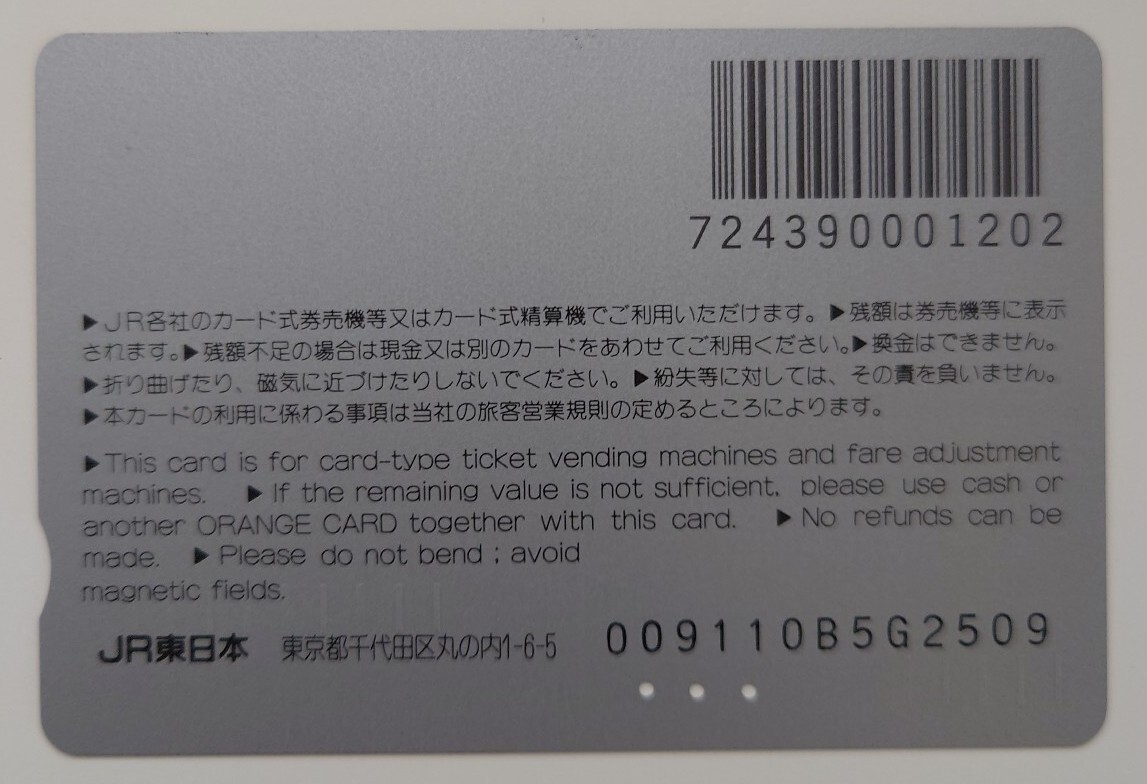 724390001202
▶JR各社のカード式券売機等又はカード式精算機でご利用いただけます。▶残額は券売機等に表示
されます。▶残額不足の場合は現金又は別のカードをあわせてご利用ください。▶換金はできません。
▶折り曲げたり、磁気に近づけたりしないでください。▶紛失等に対しては、その責を負いません。
▶本カードの利用に係わる事項は当社の旅客営業規則の定めるところによります。
▶This card is for card-type ticket vending machines and fare adjustment
machines. ▶If the remaining value is not sufficient, please use cash or
another ORANGE CARD together with this card. ▶No refunds can be
made. ▶Please do not bend; avoid
magnetic fields.
JR東日本 東京都千代田区丸の内1-6-5 009110B5G2509